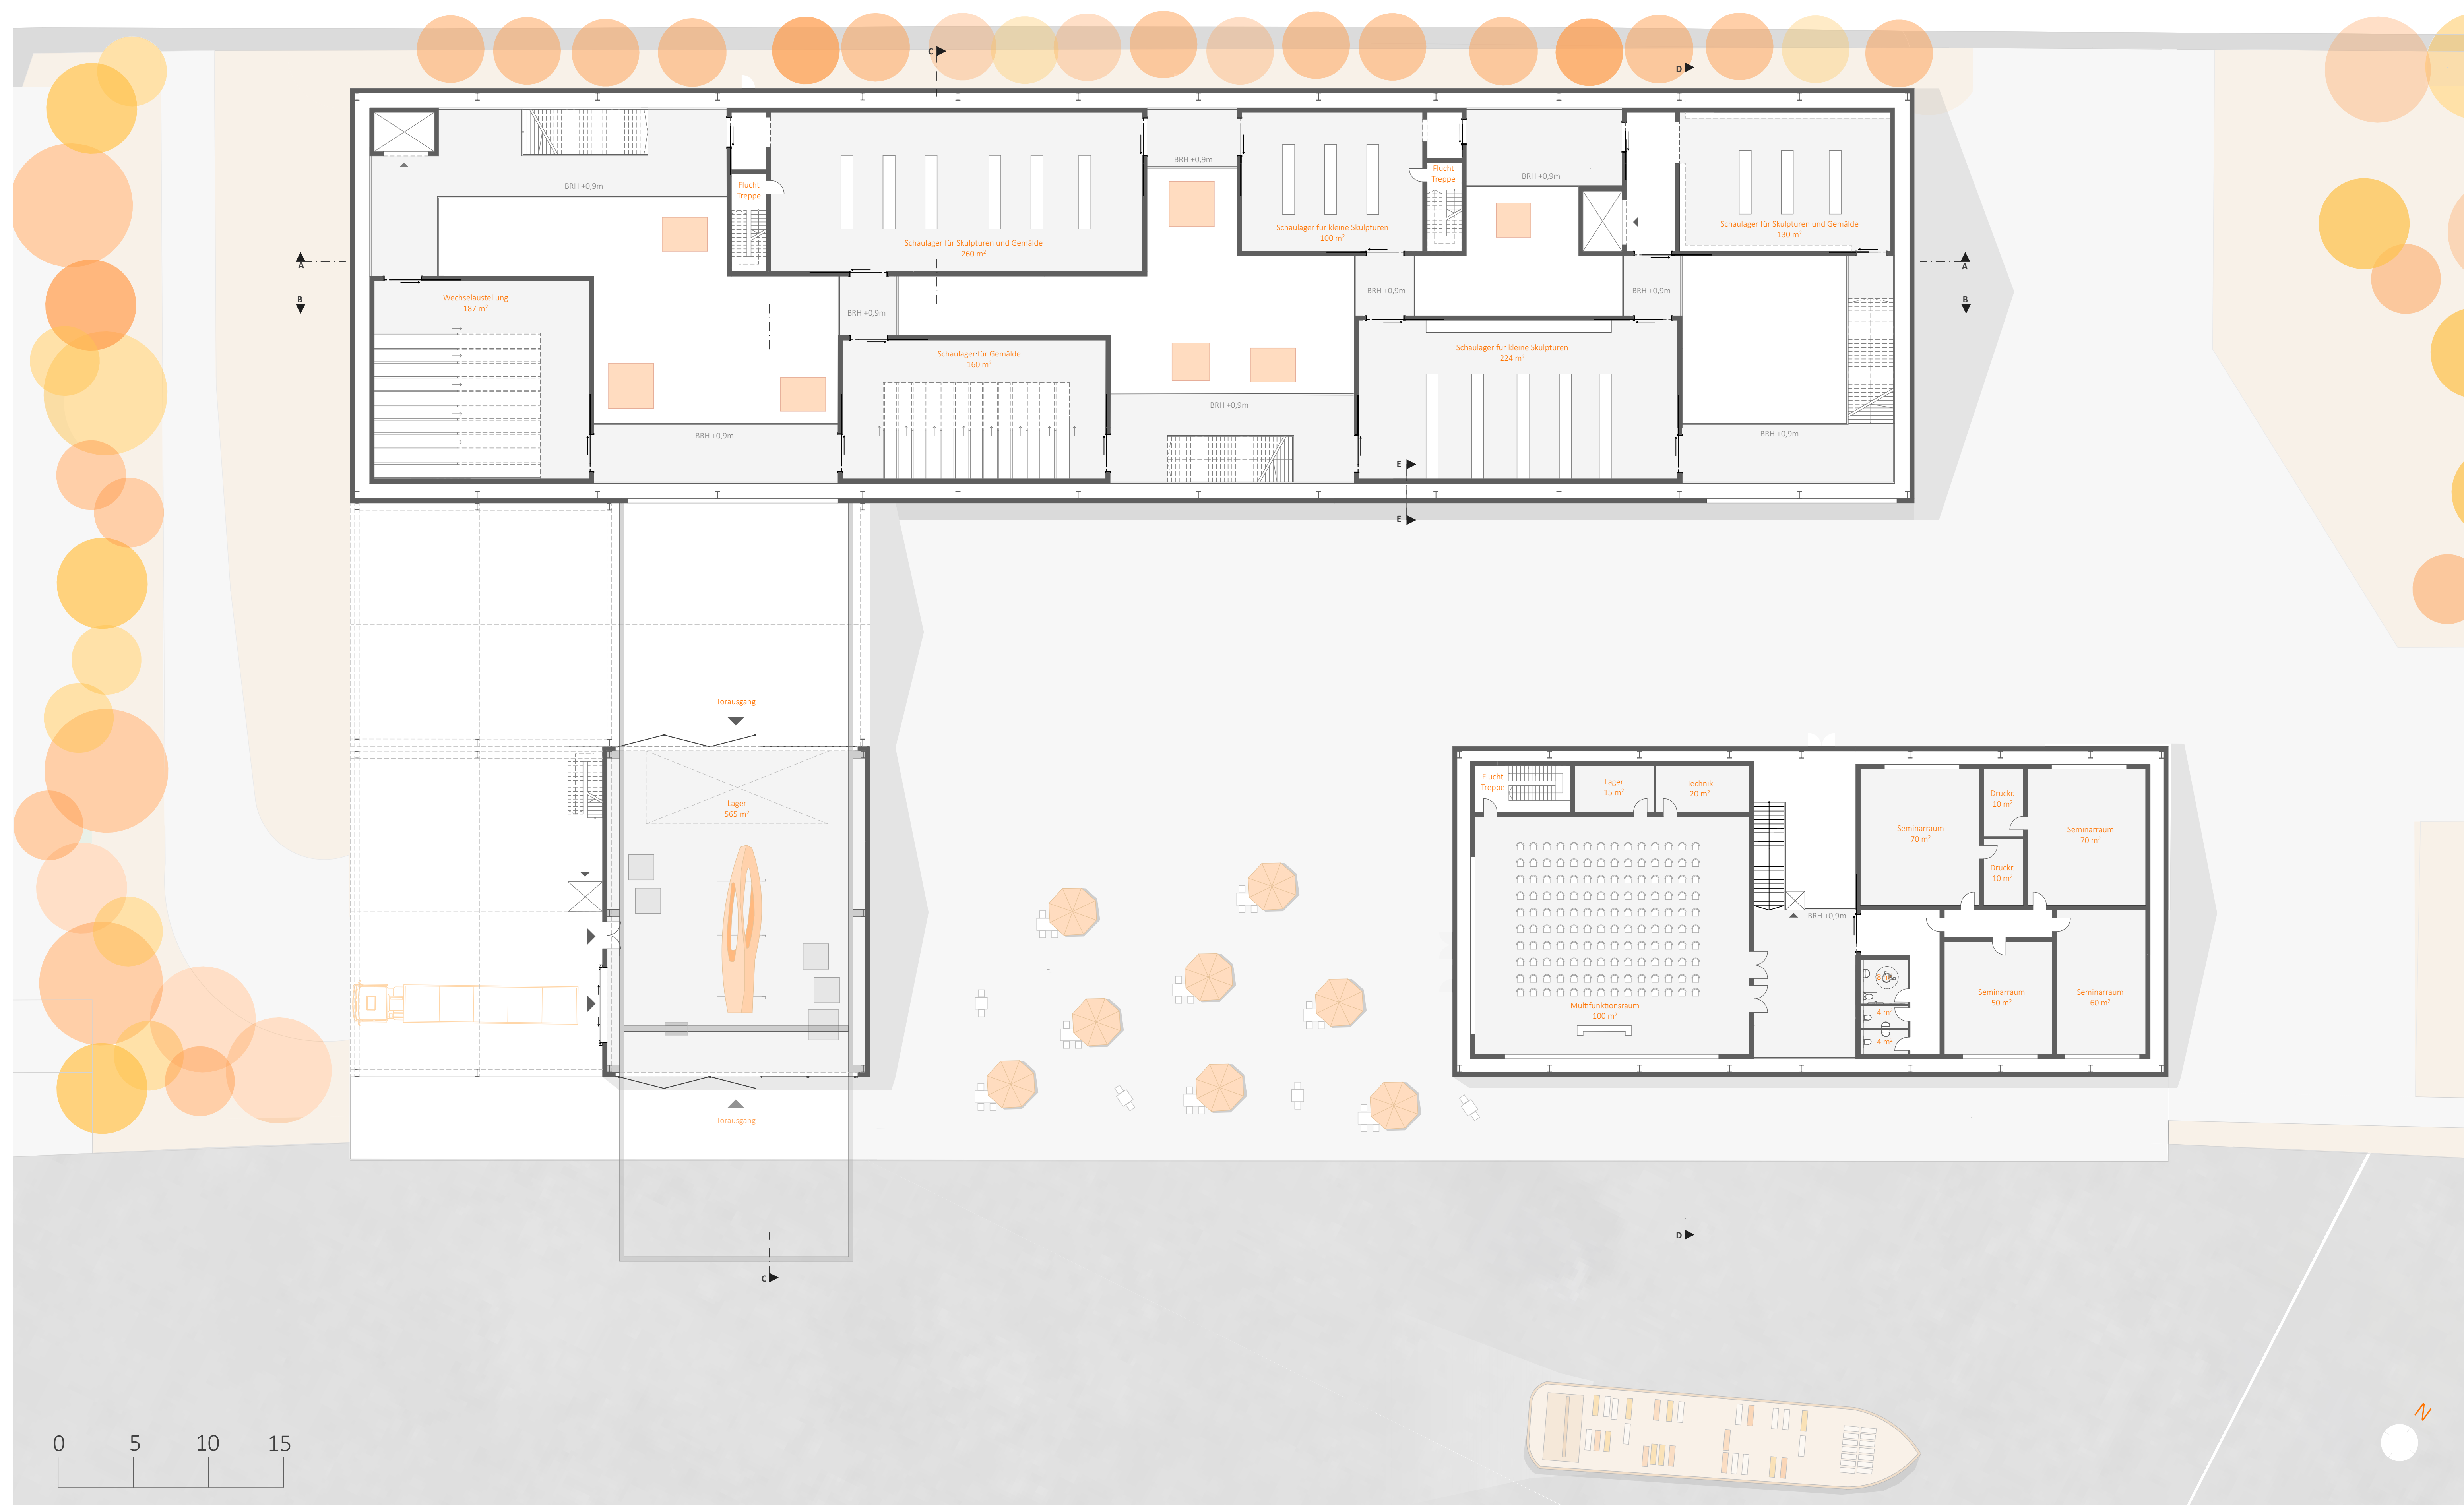 C
D
BRH +0,9m
Flucht
Treppe
Schaulager für Skulpturen und Gemälde
260 m²
BRH +0,9m
Schaulager für kleine Skulpturen
100 m²
Flucht
Treppe
BRH +0,9m
Schaulager für Skulpturen und Gemälde
130 m²
A
A
B
B
Wechselaustellung
187 m²
BRH +0,9m
BRH +0,9m
BRH +0,9m
Schaulager für Gemälde
160 m²
Schaulager für kleine Skulpturen
224 m²
BRH +0,9m
BRH +0,9m
BRH +0,9m
E
E
Torausgang
Lager
565 m²
Torausgang
Flucht
Treppe
Lager
15 m²
Technik
20 m²
Seminarraum
70 m²
Druckr.
10 m²
Seminarraum
70 m²
Druckr.
10 m²
BRH +0,9m
Multifunktionsraum
100 m²
4 m²
4 m²
Seminarraum
50 m²
Seminarraum
60 m²
C
D
0 5 10 15
N